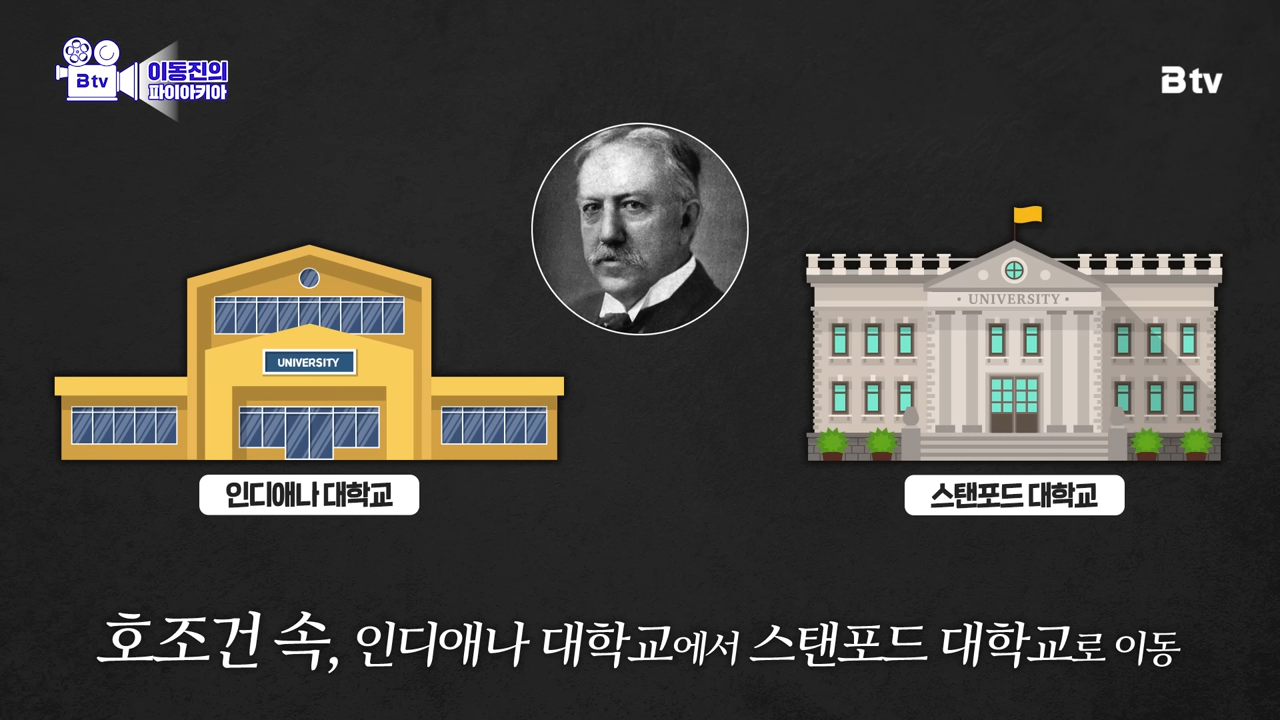 B tv
이동진의
파이아키아
B tv
UNIVERSITY
· UNIVERSITY ·
인디애나 대학교
스탠포드 대학교
호조건 속, 인디애나 대학교에서 스탠포드 대학교로 이동